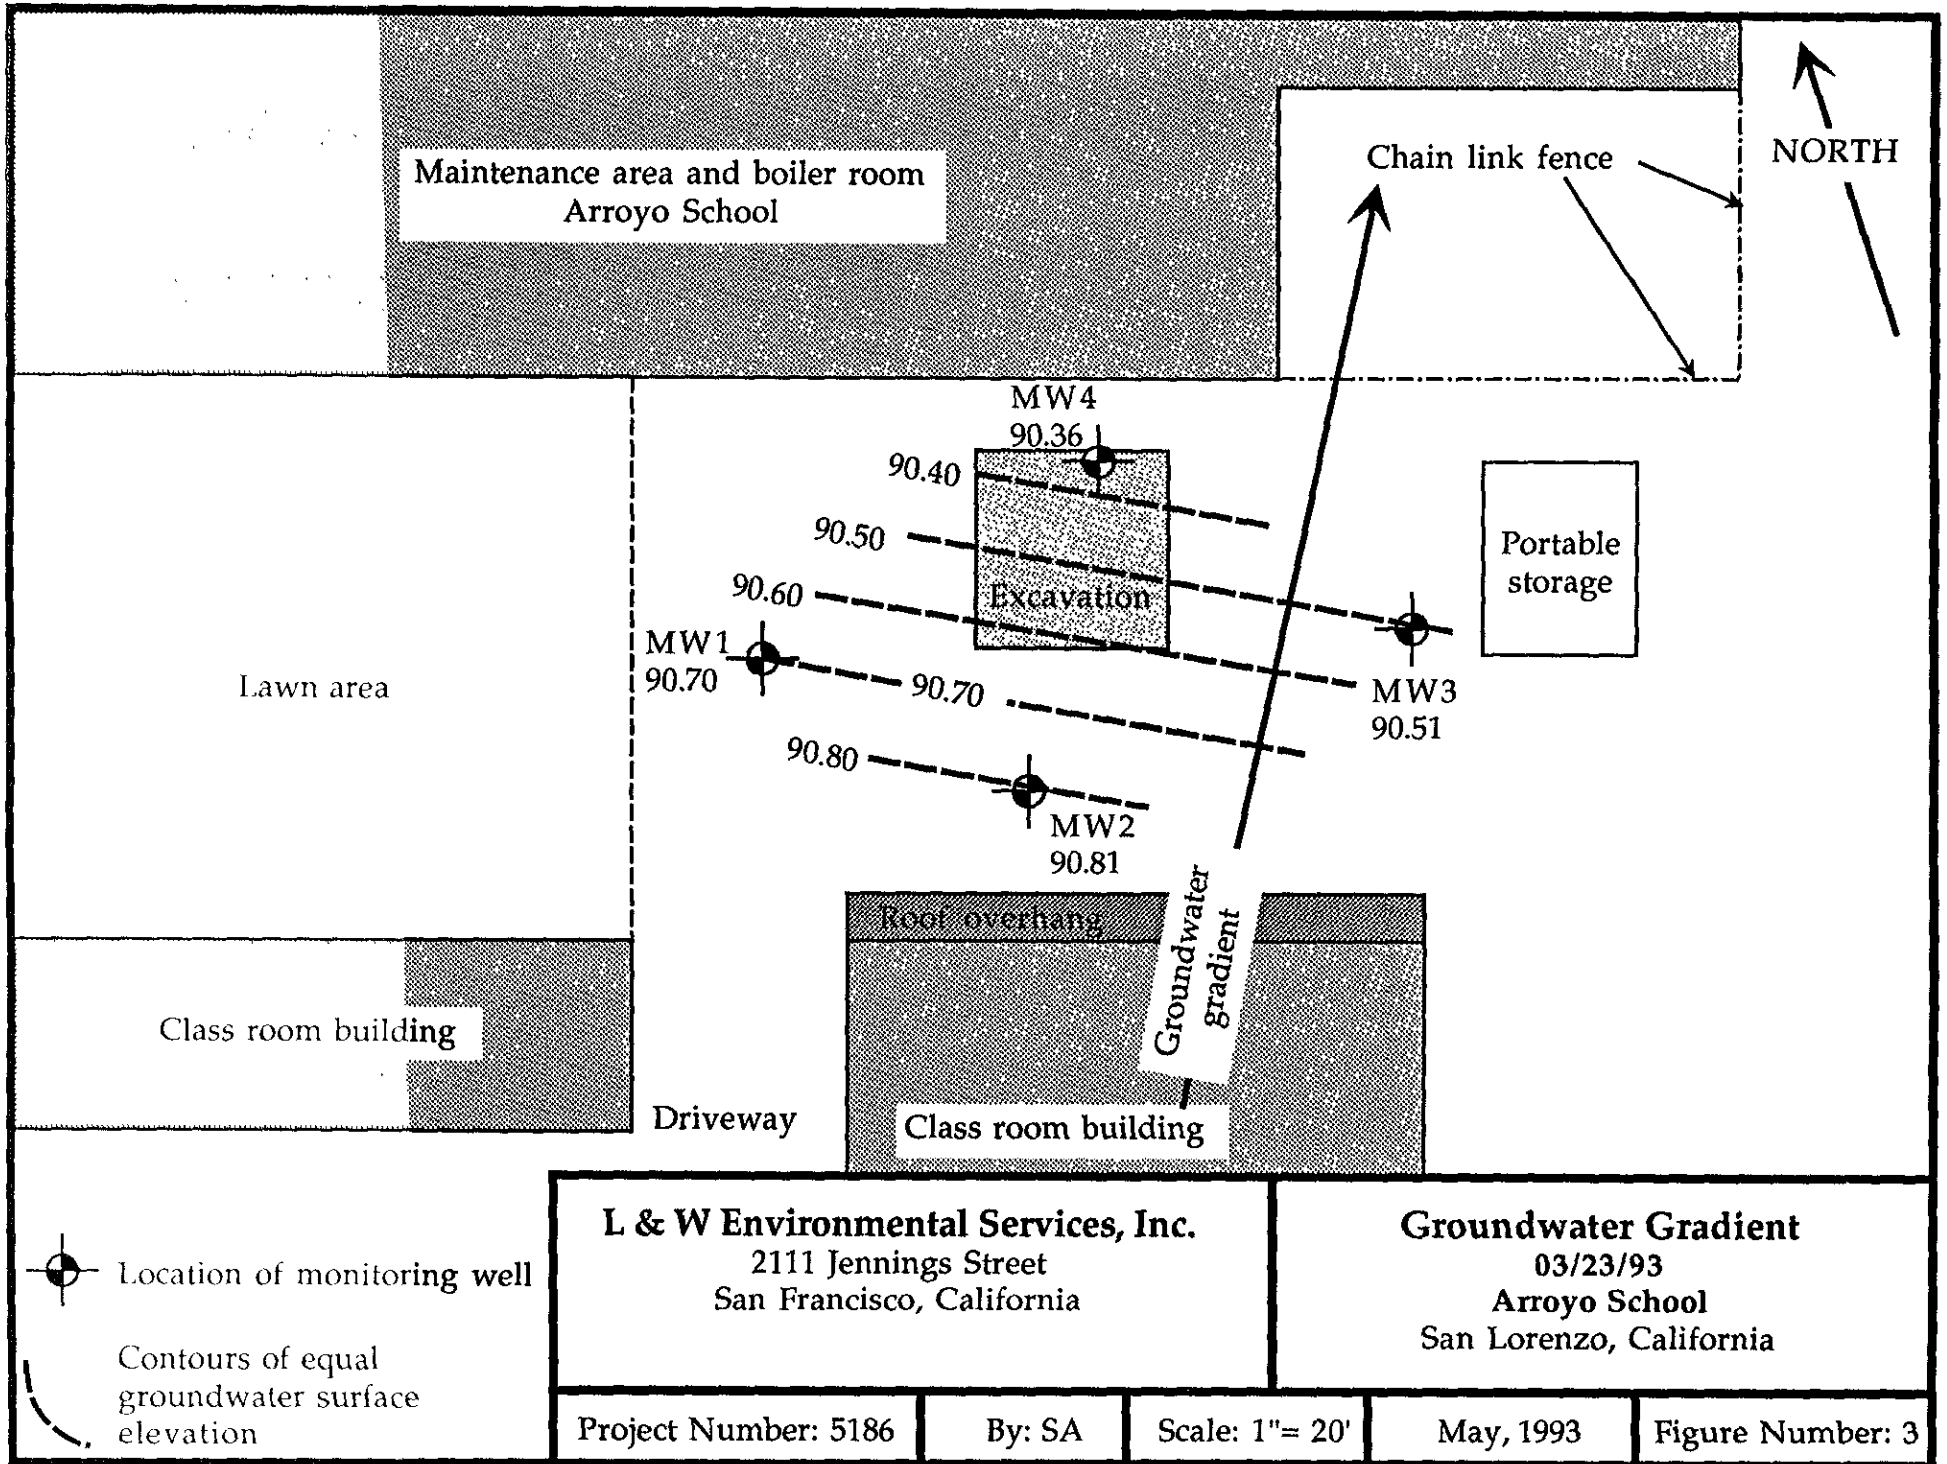 Maintenance area and boiler room
Arroyo School
Chain link fence
NORTH
MW4
90.36
90.40
90.50
90.60
Excavation
Portable
storage
MW1
90.70
90.70
MW3
90.51
Lawn area
90.80
MW2
90.81
Roof overhang
Groundwater
gradient
Class room building
Driveway
Class room building
Location of monitoring well
Contours of equal
groundwater surface
elevation
L & W Environmental Services, Inc.
2111 Jennings Street
San Francisco, California
Groundwater Gradient
03/23/93
Arroyo School
San Lorenzo, California
Project Number: 5186
By: SA
Scale: 1"= 20'
May, 1993
Figure Number: 3